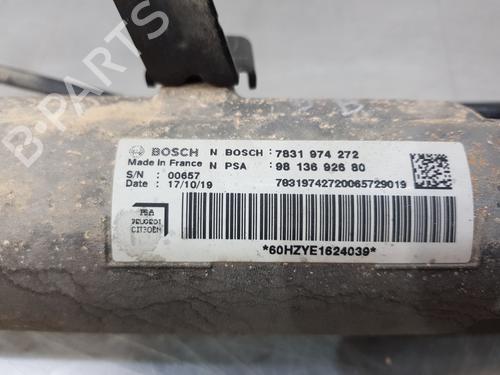 BOSCH N BOSCH: 7831 974 272
Made in France N PSA : 98 136 926 80
S/N : 00657
Date : 17/10/19 78319742720065729019
PSA
PEUGEOT
CITROËN
*60HZYE1624039*
B-Parts